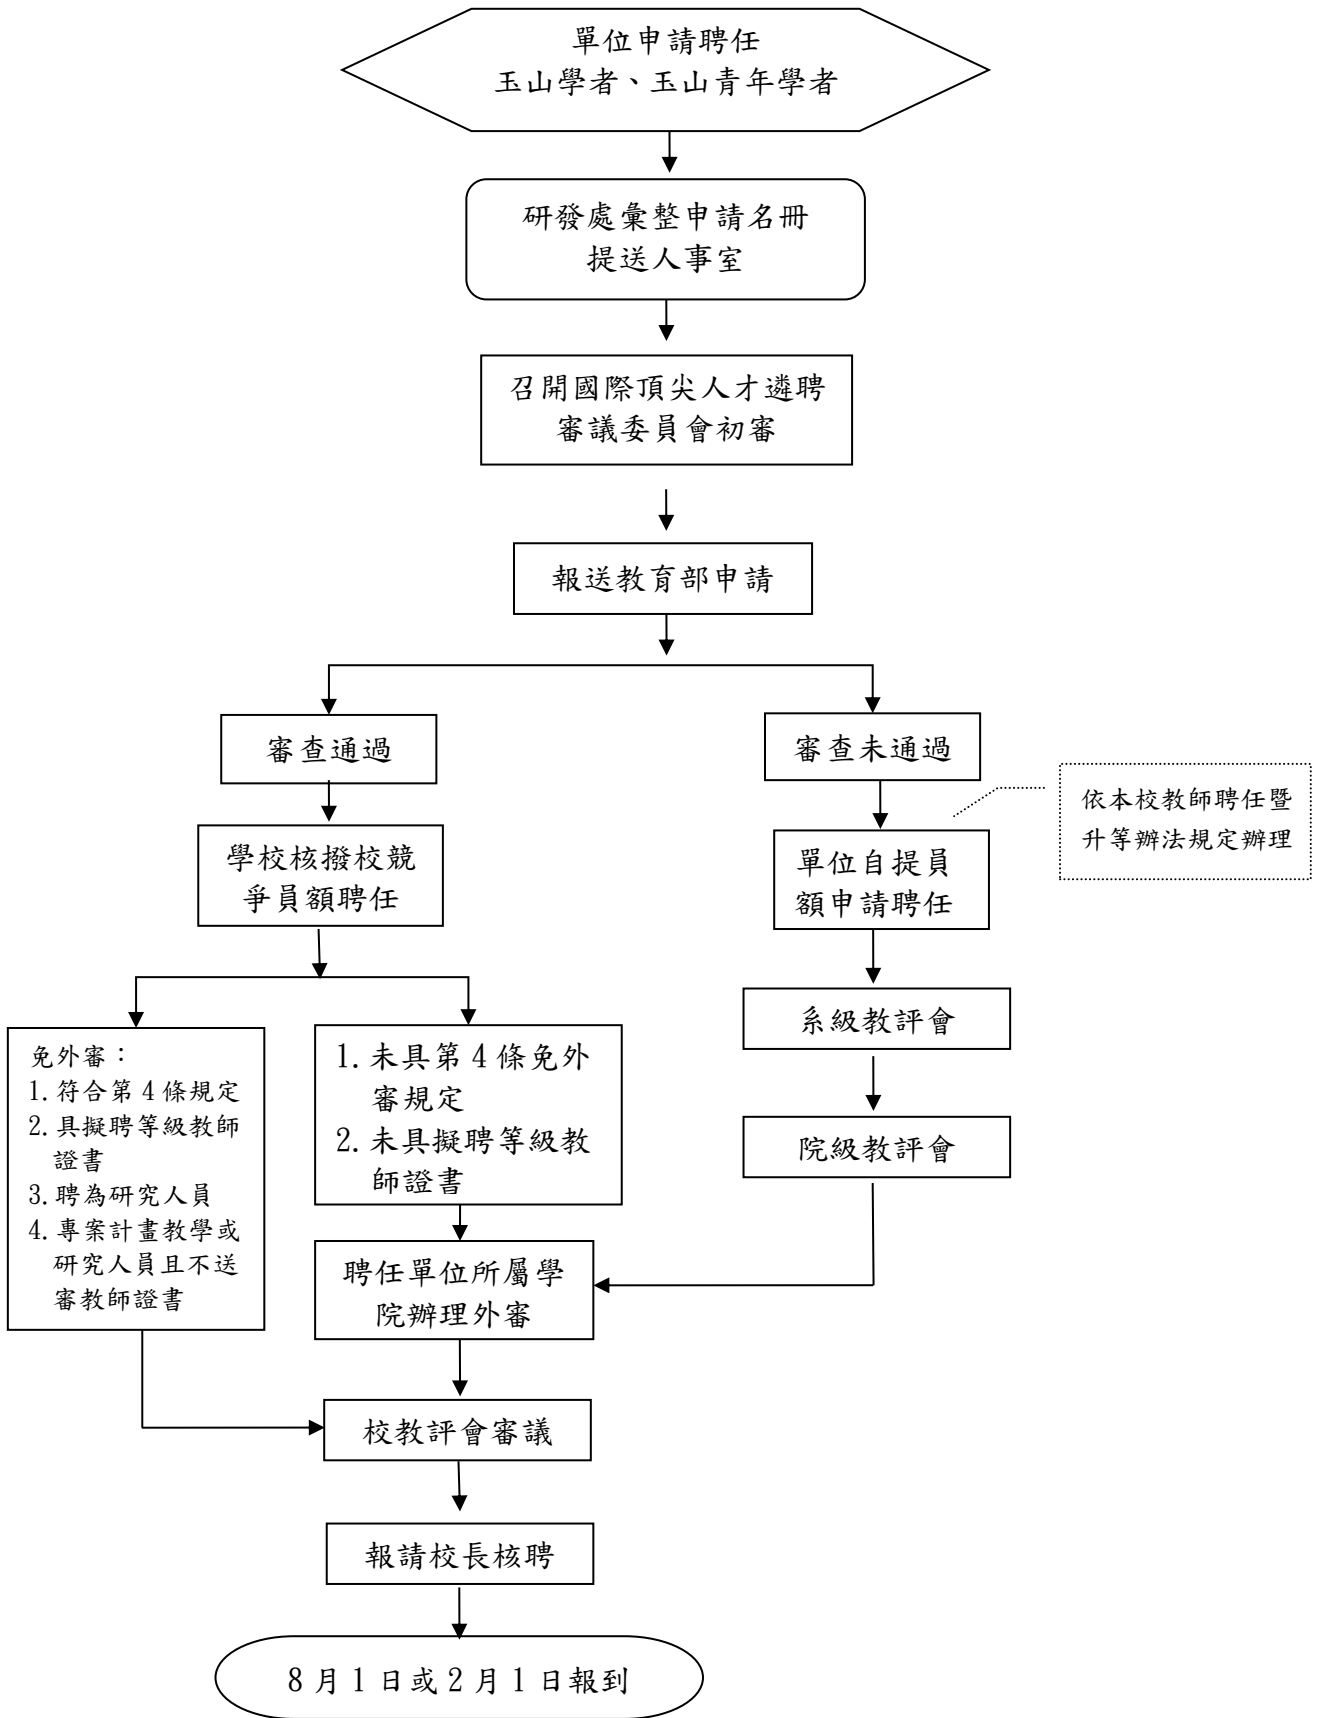 單位申請聘任
玉山學者、玉山青年學者
研發處彙整申請名冊
提送人事室
召開國際頂尖人才遴聘
審議委員會初審
報送教育部申請
審查通過
審查未通過
依本校教師聘任暨
升等辦法規定辦理
學校核撥校競
爭員額聘任
單位自提員
額申請聘任
系級教評會
院級教評會
免外審：
1. 符合第 4 條規定
2. 具擬聘等級教師
證書
3. 聘為研究人員
4. 專案計畫教學或
研究人員且不送
審教師證書
1. 未具第 4 條免外
審規定
2. 未具擬聘等級教
師證書
聘任單位所屬學
院辦理外審
校教評會審議
報請校長核聘
8 月 1 日或 2 月 1 日報到